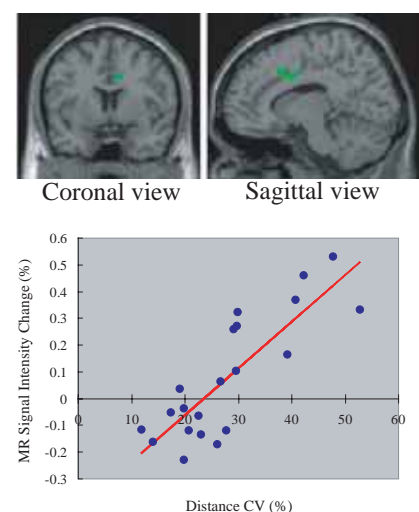 Coronal view Sagittal view
MR Signal Intensity Change (%)
0.6
0.5
0.4
0.3
0.2
0.1
0
-0.1
-0.2
-0.3
0 10 20 30 40 50 60
Distance CV (%)